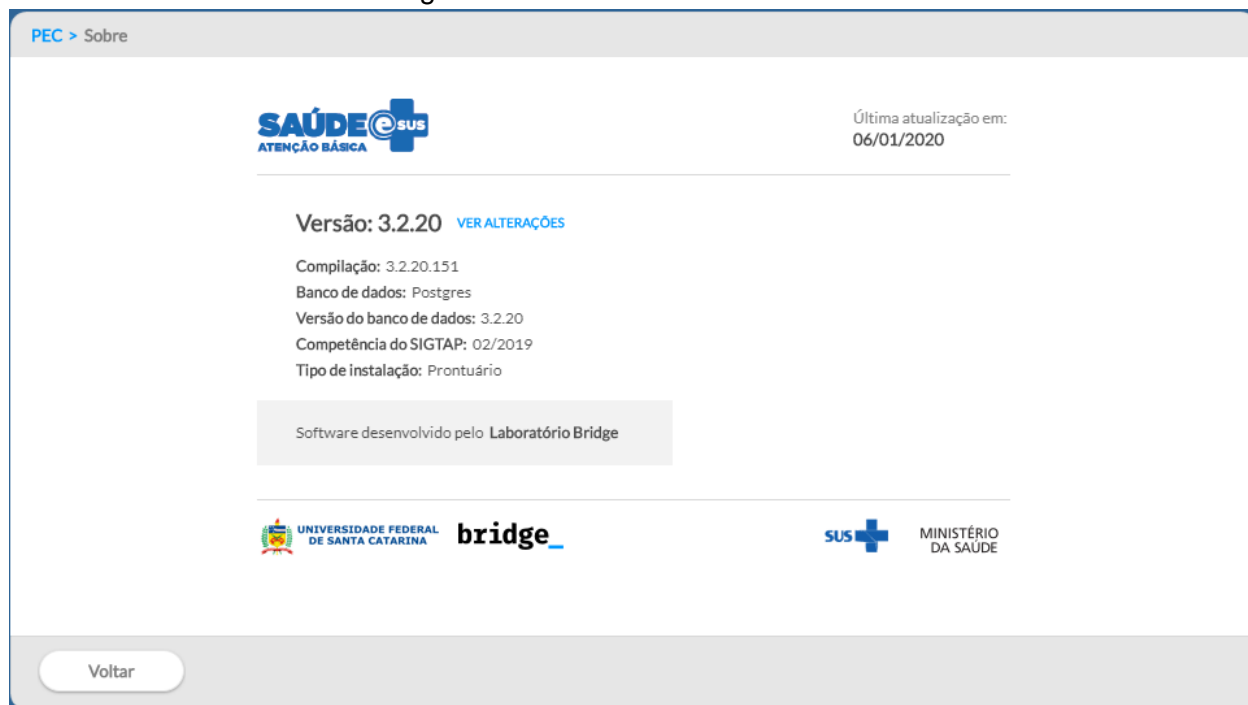 PEC > Sobre
SAÚDE e sus
ATENÇÃO BÁSICA
Última atualização em:
06/01/2020
Versão: 3.2.20 VER ALTERAÇÕES
Compilação: 3.2.20.151
Banco de dados: Postgres
Versão do banco de dados: 3.2.20
Competência do SIGTAP: 02/2019
Tipo de instalação: Prontuário
Software desenvolvido pelo Laboratório Bridge
UNIVERSIDADE FEDERAL
DE SANTA CATARINA
bridge_
SUS
MINISTÉRIO
DA SAÚDE
Voltar